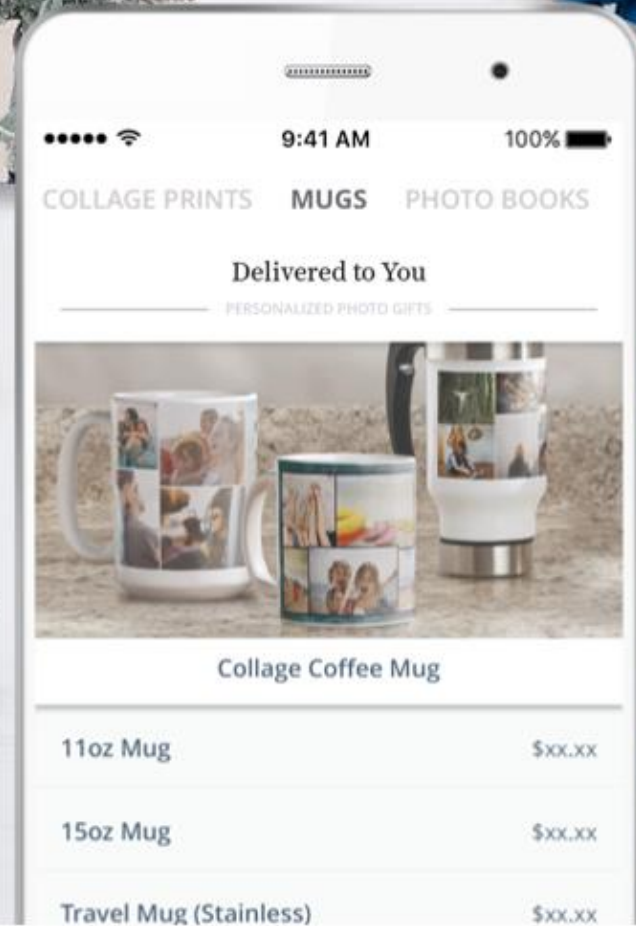 9:41 AM 100%
COLLAGE PRINTS MUGS PHOTO BOOKS
Delivered to You
PERSONALIZED PHOTO GIFTS
Collage Coffee Mug
11oz Mug $xx.xx
15oz Mug $xx.xx
Travel Mug (Stainless) $xx.xx